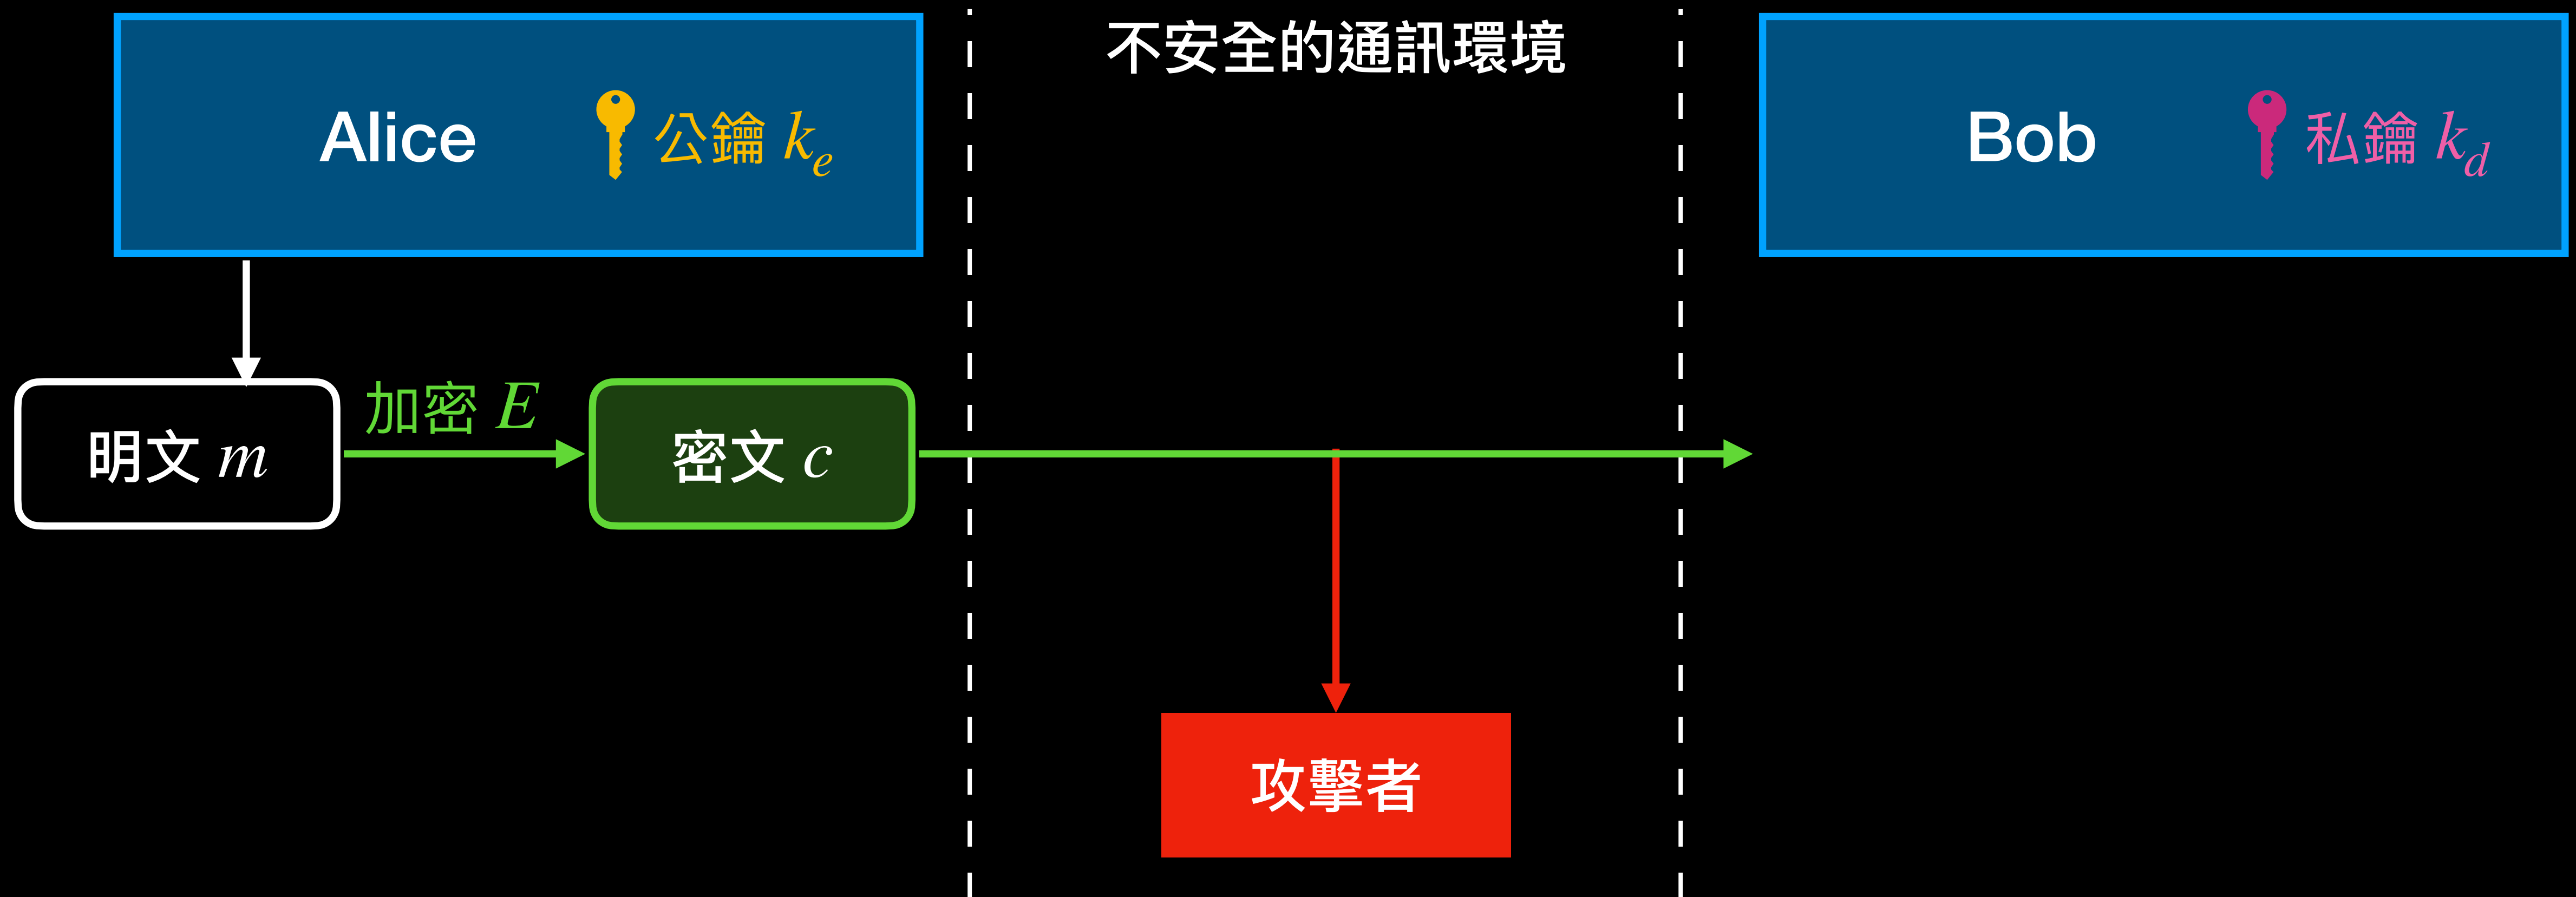 不安全的通訊環境
Alice
公鑰 kₑ
Bob
私鑰 k_d
加密 E
明文 m
密文 c
攻擊者